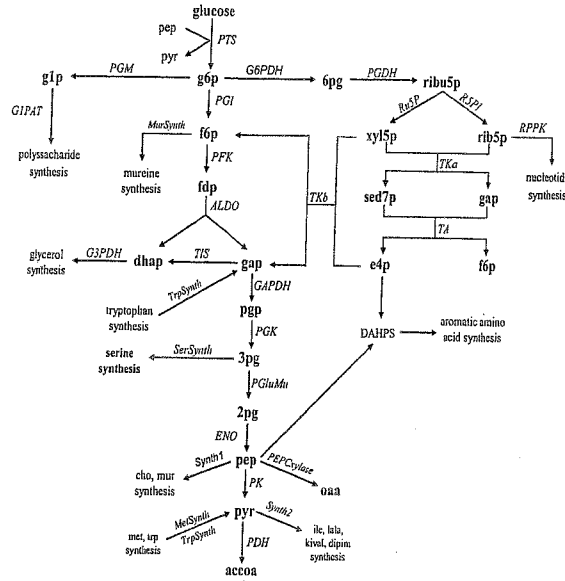 glucose
pep
PTS
pyr
g1p
PGM
g6p
G6PDH
6pg
PGDH
ribu5p
G1PAT
PGI
Ru5P
R5PI
MurSynth
f6p
xyl5p
rib5p
RPPK
polyssacharide
synthesis
mureine
synthesis
PFK
TKa
nucleotid
synthesis
fdp
TKb
sed7p
gap
ALDO
TA
glycerol
synthesis
G3PDH
dhap
TIS
gap
e4p
f6p
TrpSynth
GAPDH
tryptophan
synthesis
pgp
DAHPS
aromatic amino
acid synthesis
PGK
serine
synthesis
SerSynth
3pg
PGluMu
2pg
ENO
Synth1
pep
PEPCxylase
cho, mur
synthesis
PK
oaa
MetSynth
pyr
Synth2
met, trp
synthesis
TrpSynth
PDH
ile, lala,
kival, dipim
synthesis
accoa